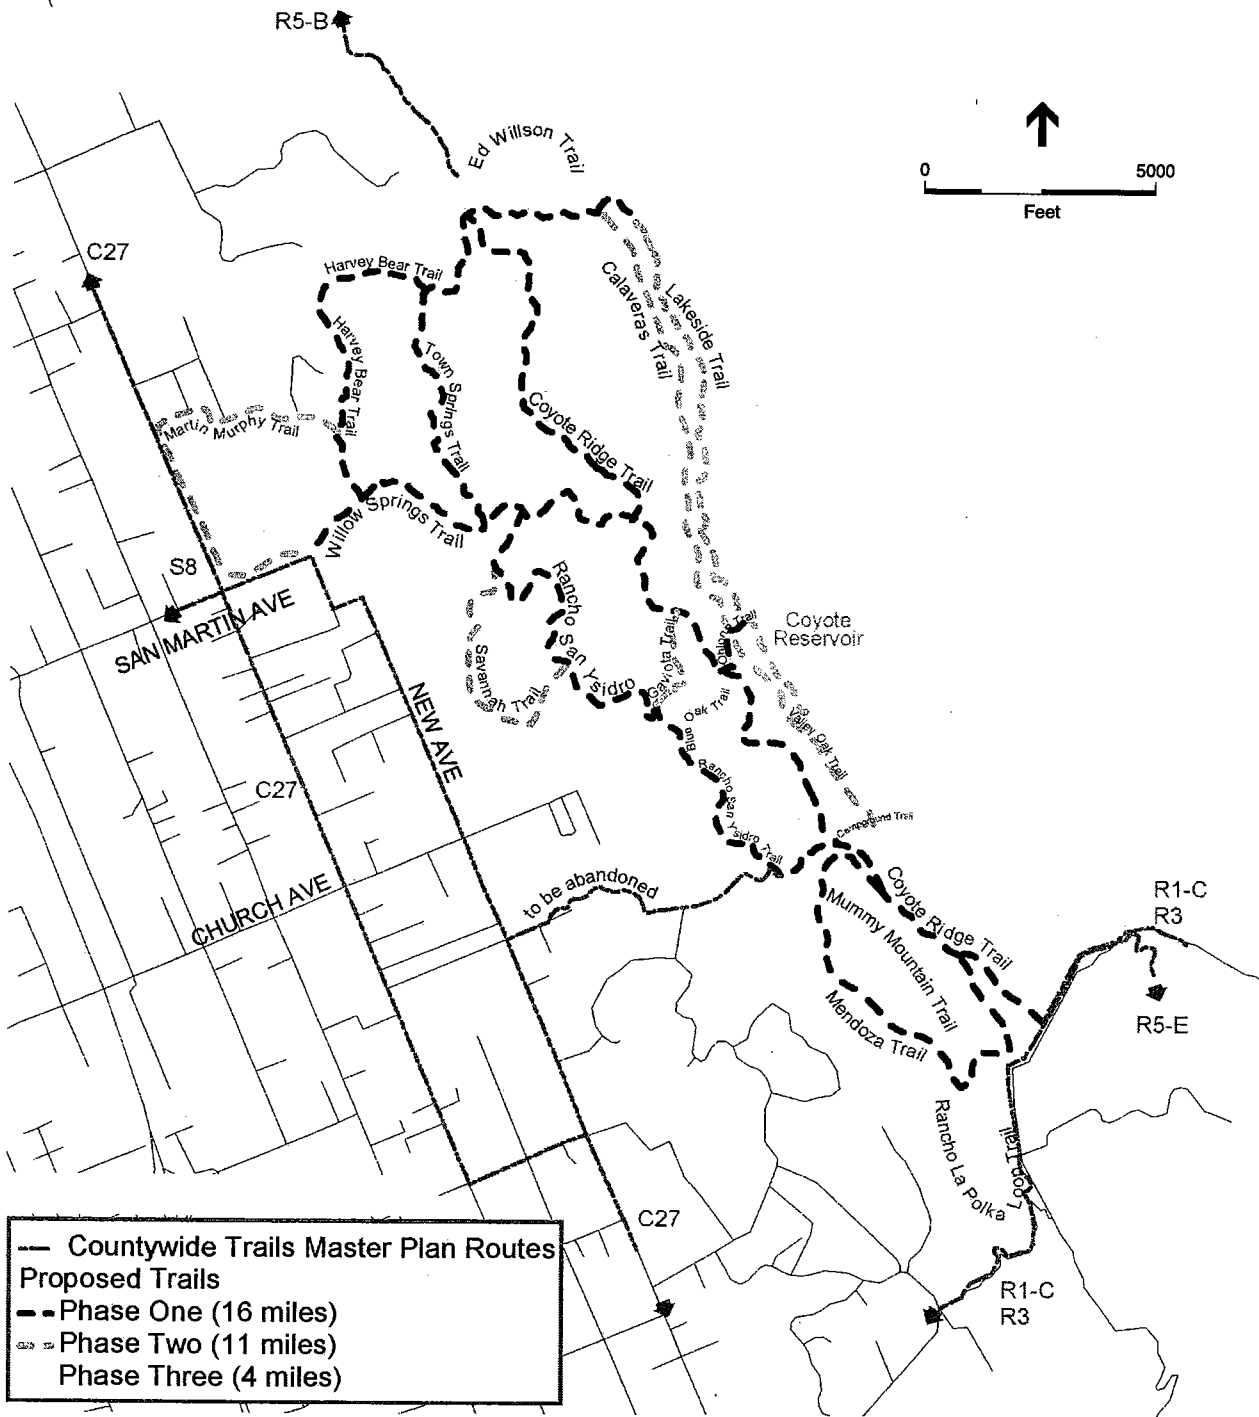 R5-B
Ed Willson Trail
0 5000
Feet
C27
Harvey Bear Trail
Calaveras Trail
Lakeside Trail
Harvey Bear Trail
Town Springs Trail
Coyote Ridge Trail
Martin Murphy Trail
Willow Springs Trail
S8
SAN MARTIN AVE
Rancho San Ysidro
Savannah Trail
Gaviota Trail
Ohlone Trail
Coyote
Reservoir
Blue Oak Trail
Valley Oak Trail
NEW AVE
C27
Rancho San Ysidro Trail
Campground Trail
CHURCH AVE
to be abandoned
Coyote Ridge Trail
Mummy Mountain Trail
Mendoza Trail
R1-C
R3
R5-E
Rancho La Polka
Loop Trail
C27
R1-C
R3
Countywide Trails Master Plan Routes
Proposed Trails
Phase One (16 miles)
Phase Two (11 miles)
Phase Three (4 miles)